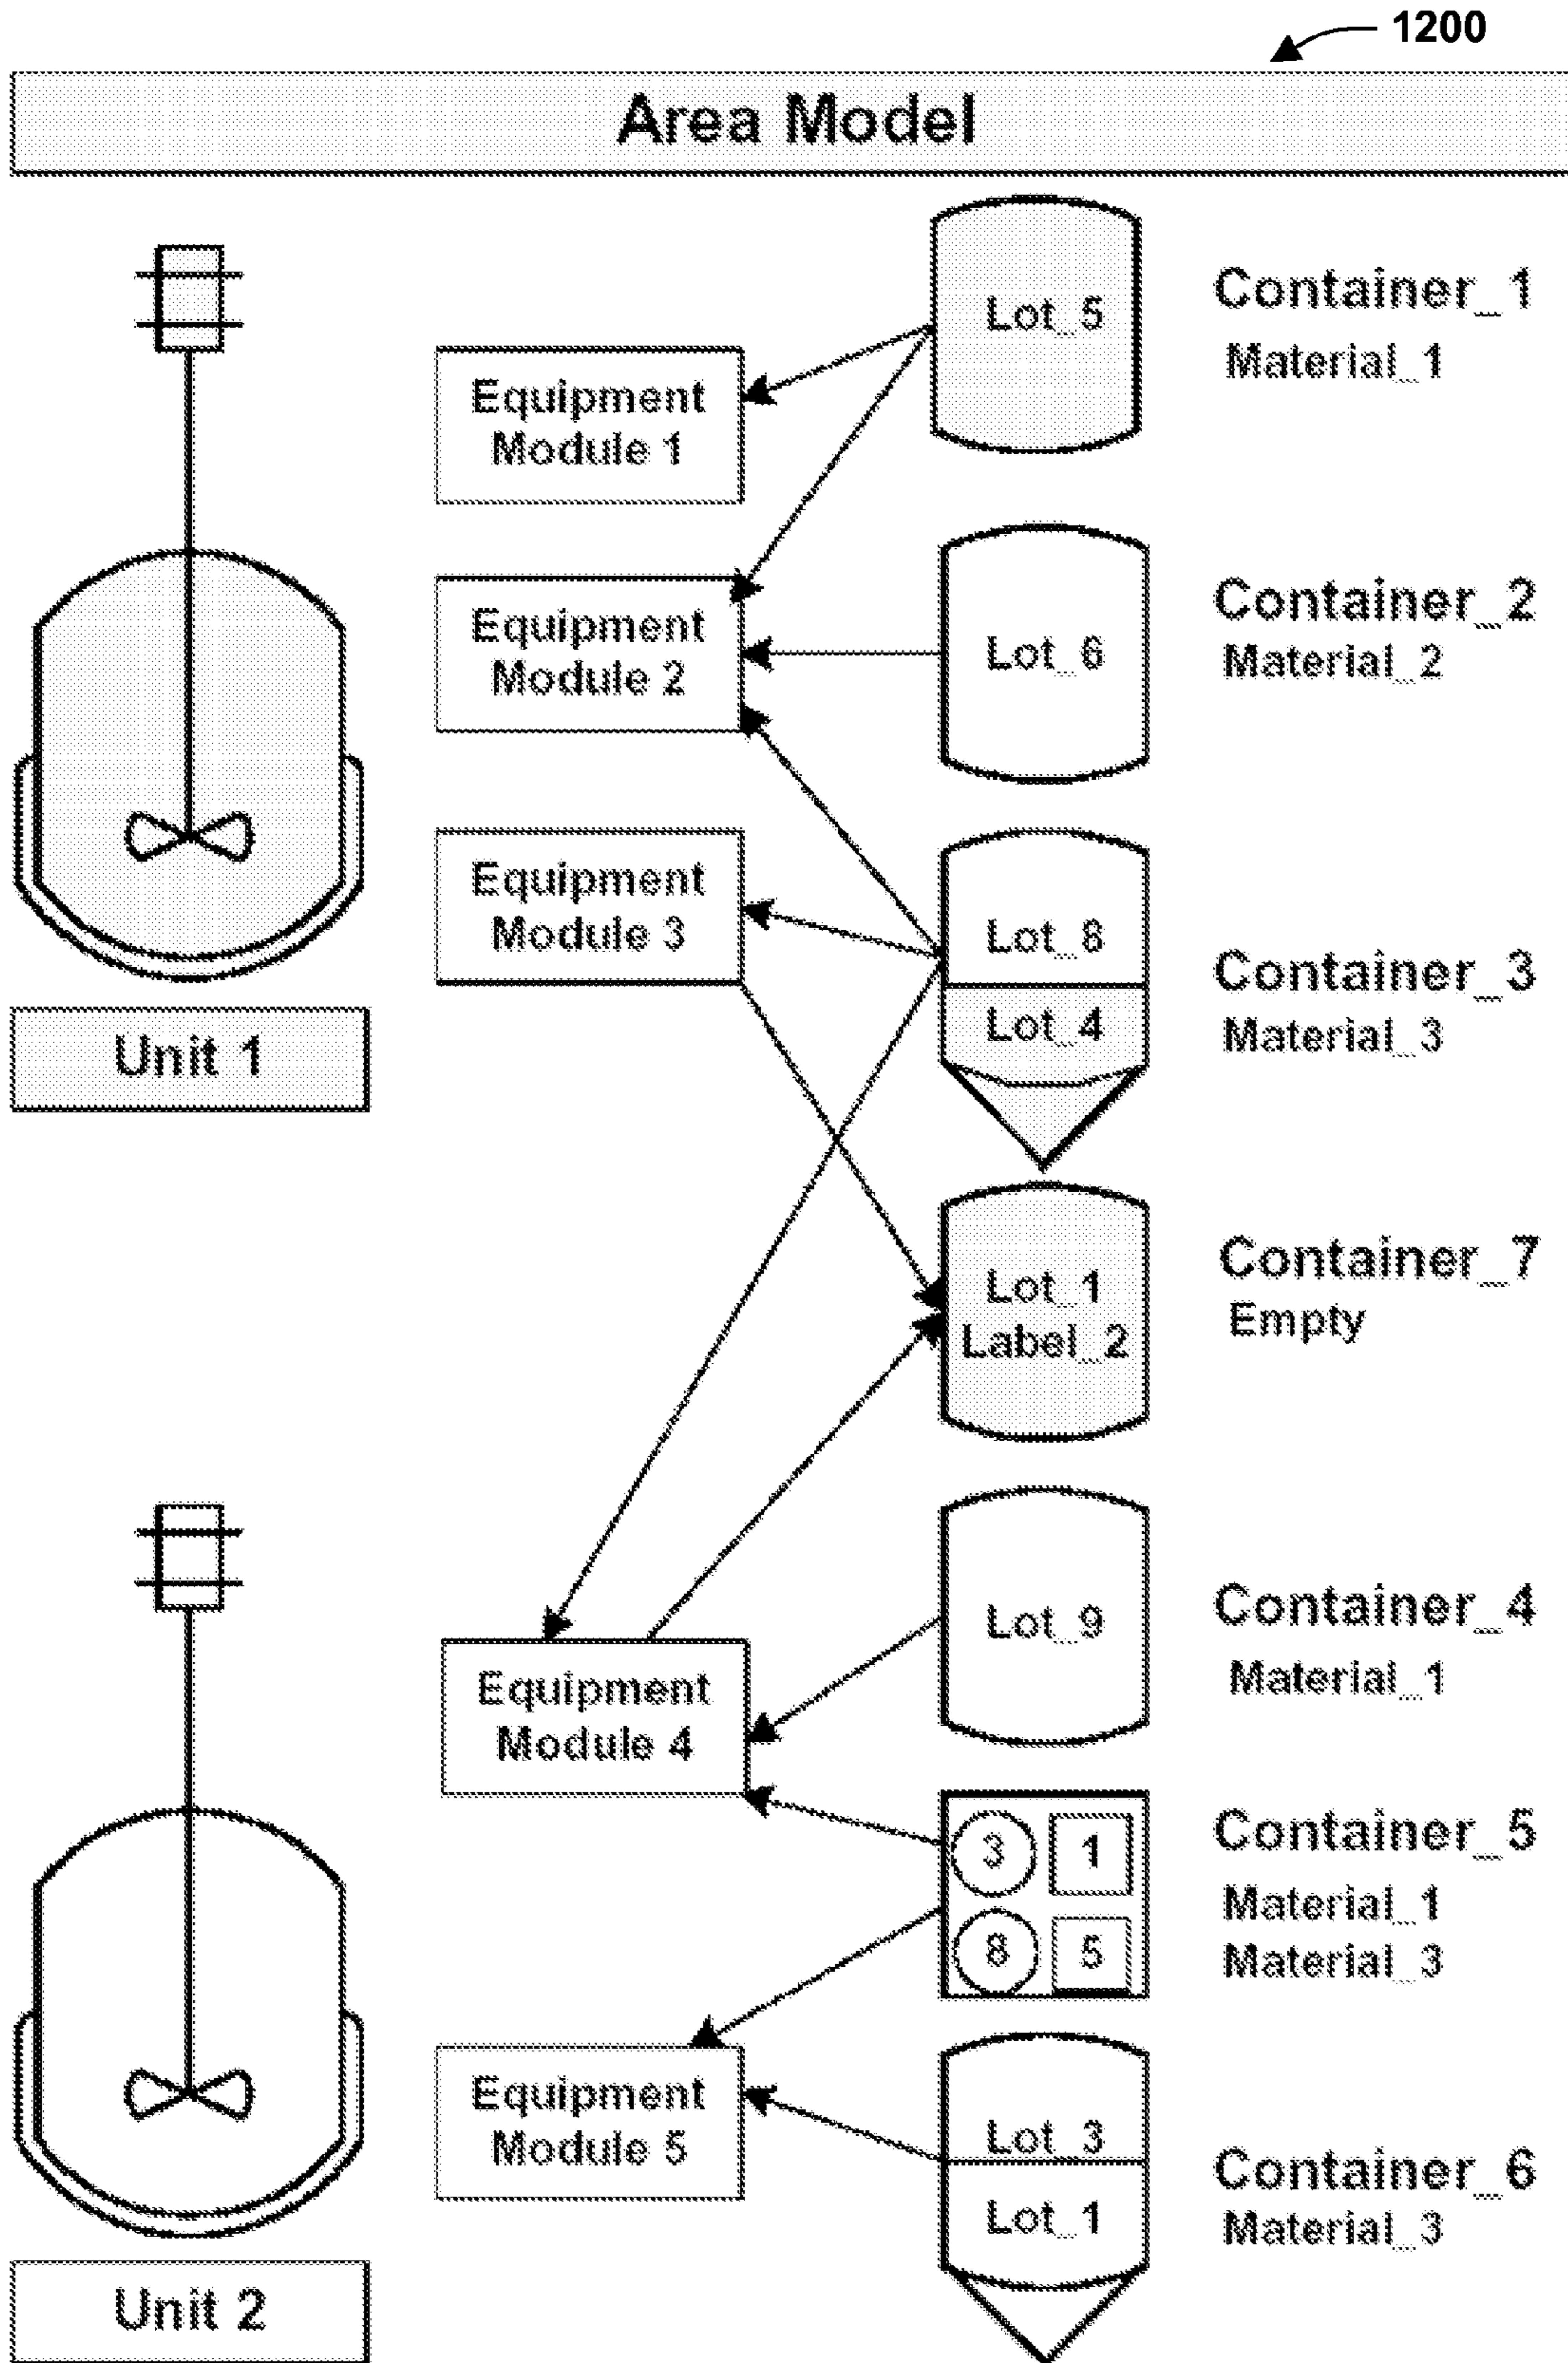 1200
Area Model
Lot_5
Container_1
Material_1
Equipment
Module 1
Equipment
Module 2
Lot_6
Container_2
Material_2
Equipment
Module 3
Lot_8
Lot_4
Container_3
Material_3
Unit 1
Lot_1
Label_2
Container_7
Empty
Lot_9
Container_4
Material_1
Equipment
Module 4
3 1
8 5
Container_5
Material_1
Material_3
Equipment
Module 5
Lot_3
Lot_1
Container_6
Material_3
Unit 2